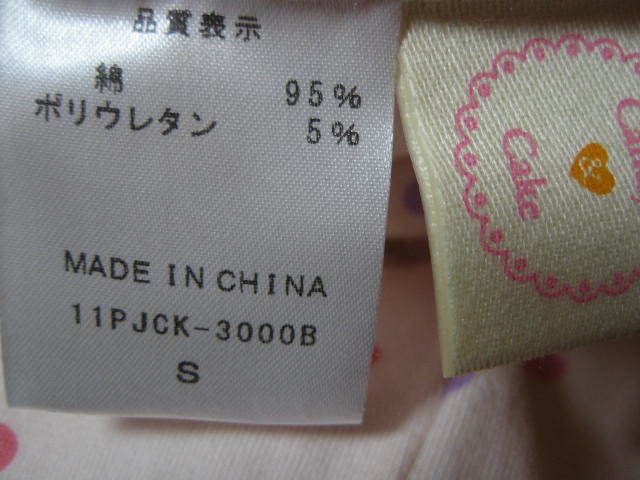 品質表示
綿 95%
ポリウレタン 5%
MADE IN CHINA
11PJCK-3000B
S
Cake
&